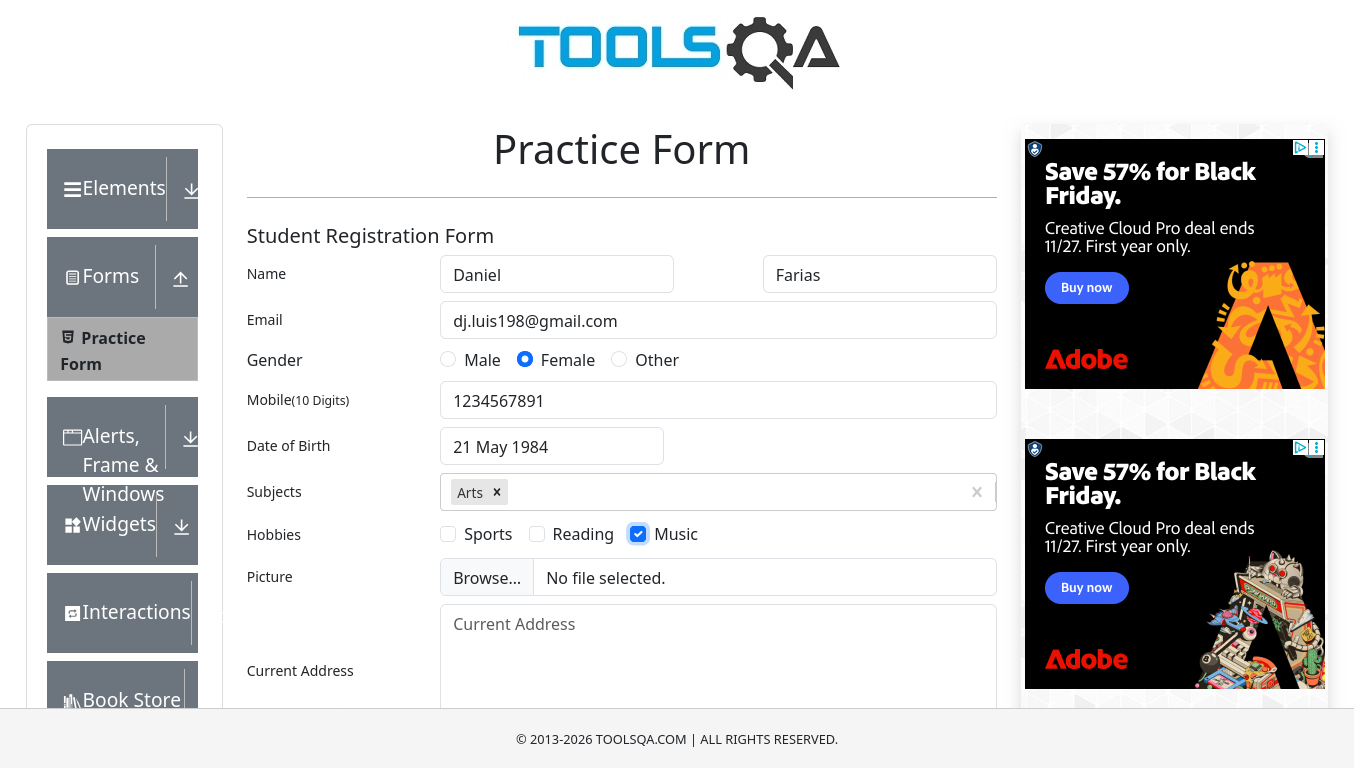 TOOLSQA
Practice Form
Elements
Forms
Practice
Form
Alerts,
Frame &
Windows
Widgets
Interactions
Book Store
Student Registration Form
Name
Daniel
Farias
Email
dj.luis198@gmail.com
Gender
Male
Female
Other
Mobile(10 Digits)
1234567891
Date of Birth
21 May 1984
Subjects
Arts
Hobbies
Sports
Reading
Music
Picture
Browse...
No file selected.
Current Address
Current Address
Save 57% for Black
Friday.
Creative Cloud Pro deal ends
11/27. First year only.
Buy now
Adobe
Save 57% for Black
Friday.
Creative Cloud Pro deal ends
11/27. First year only.
Buy now
Adobe
© 2013-2026 TOOLSQA.COM | ALL RIGHTS RESERVED.